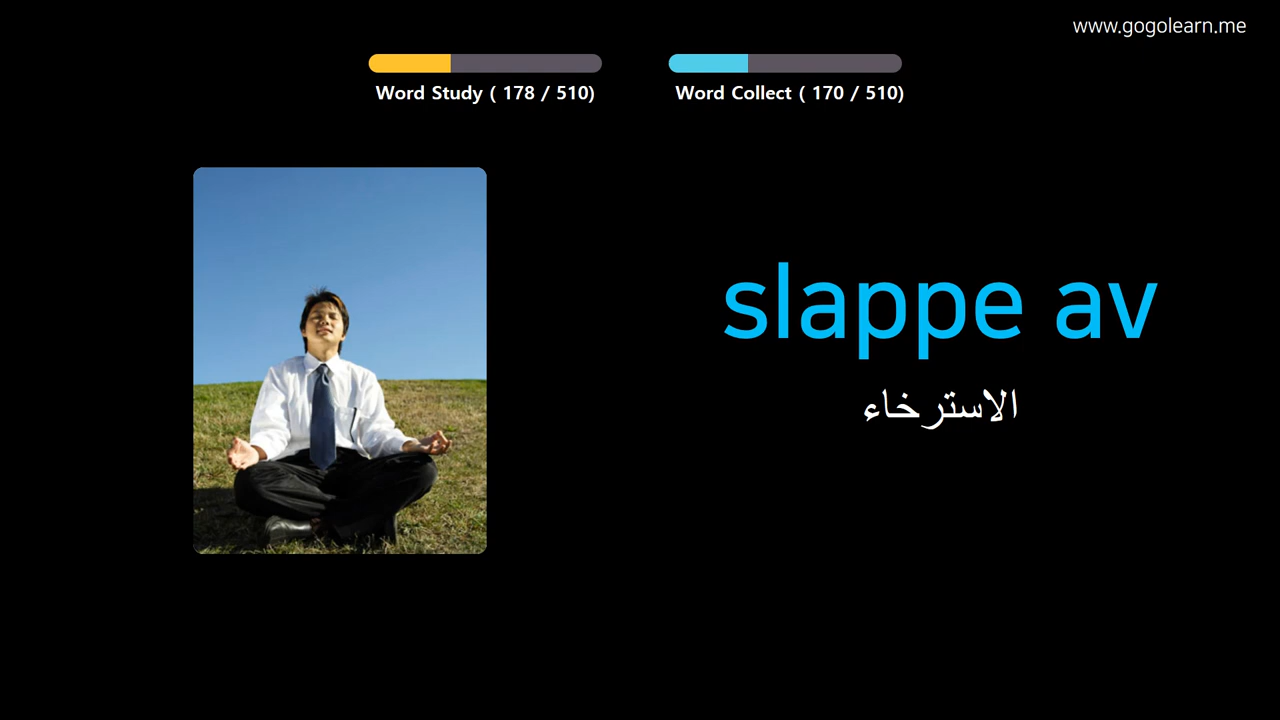 www.gogolearn.me
Word Study ( 178 / 510)
Word Collect ( 170 / 510)
slappe av
الاسترخاء